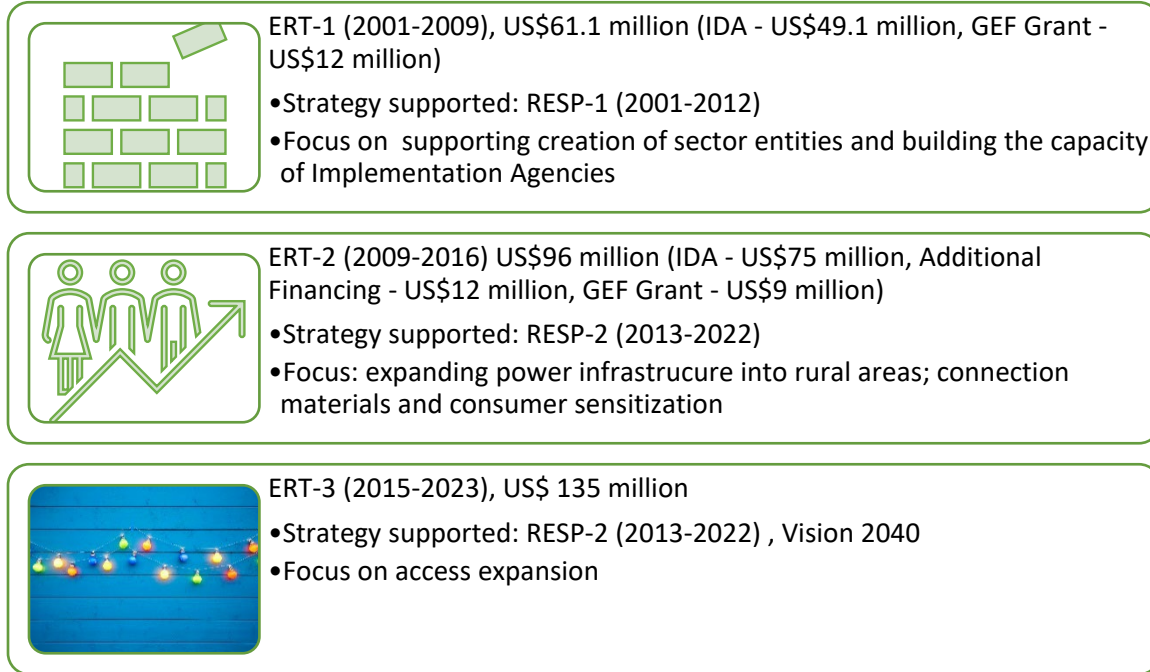 ERT-1 (2001-2009), US$61.1 million (IDA - US$49.1 million, GEF Grant -
US$12 million)
•Strategy supported: RESP-1 (2001-2012)
•Focus on  supporting creation of sector entities and building the capacity
of Implementation Agencies
ERT-2 (2009-2016) US$96 million (IDA - US$75 million, Additional
Financing - US$12 million, GEF Grant - US$9 million)
•Strategy supported: RESP-2 (2013-2022)
•Focus: expanding power infrastrucure into rural areas; connection
materials and consumer sensitization
ERT-3 (2015-2023), US$ 135 million
•Strategy supported: RESP-2 (2013-2022) , Vision 2040
•Focus on access expansion